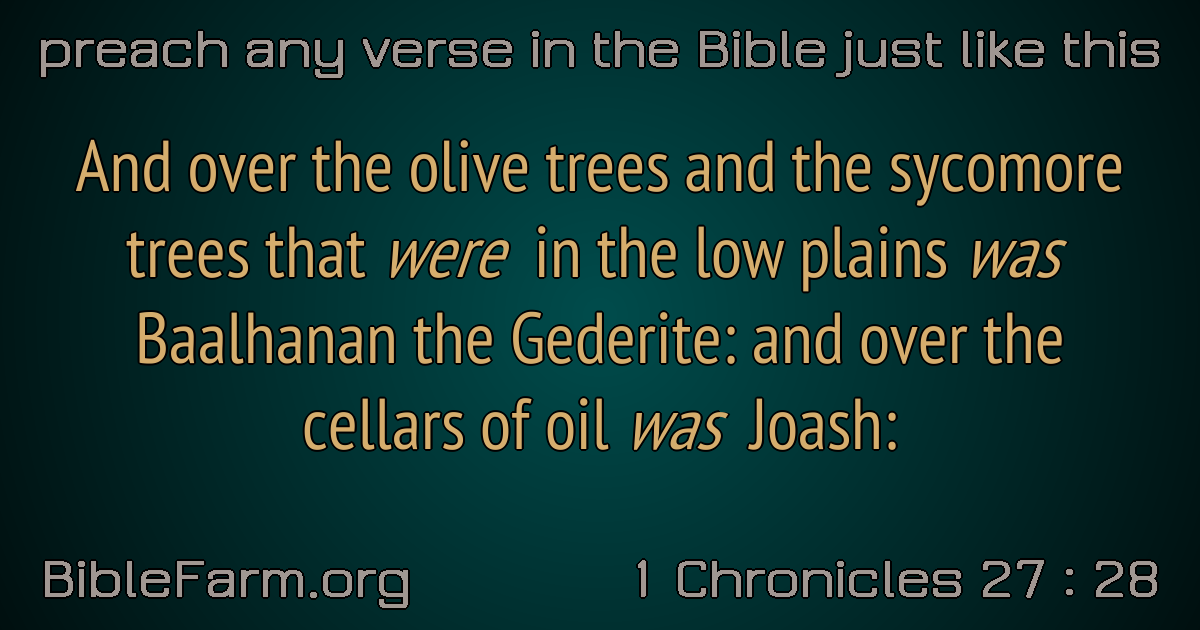 preach any verse in the Bible just like this
And over the olive trees and the sycomore
trees that were in the low plains was
Baalhanan the Gederite: and over the
cellars of oil was Joash:
BibleFarm.org
1 Chronicles 27 : 28